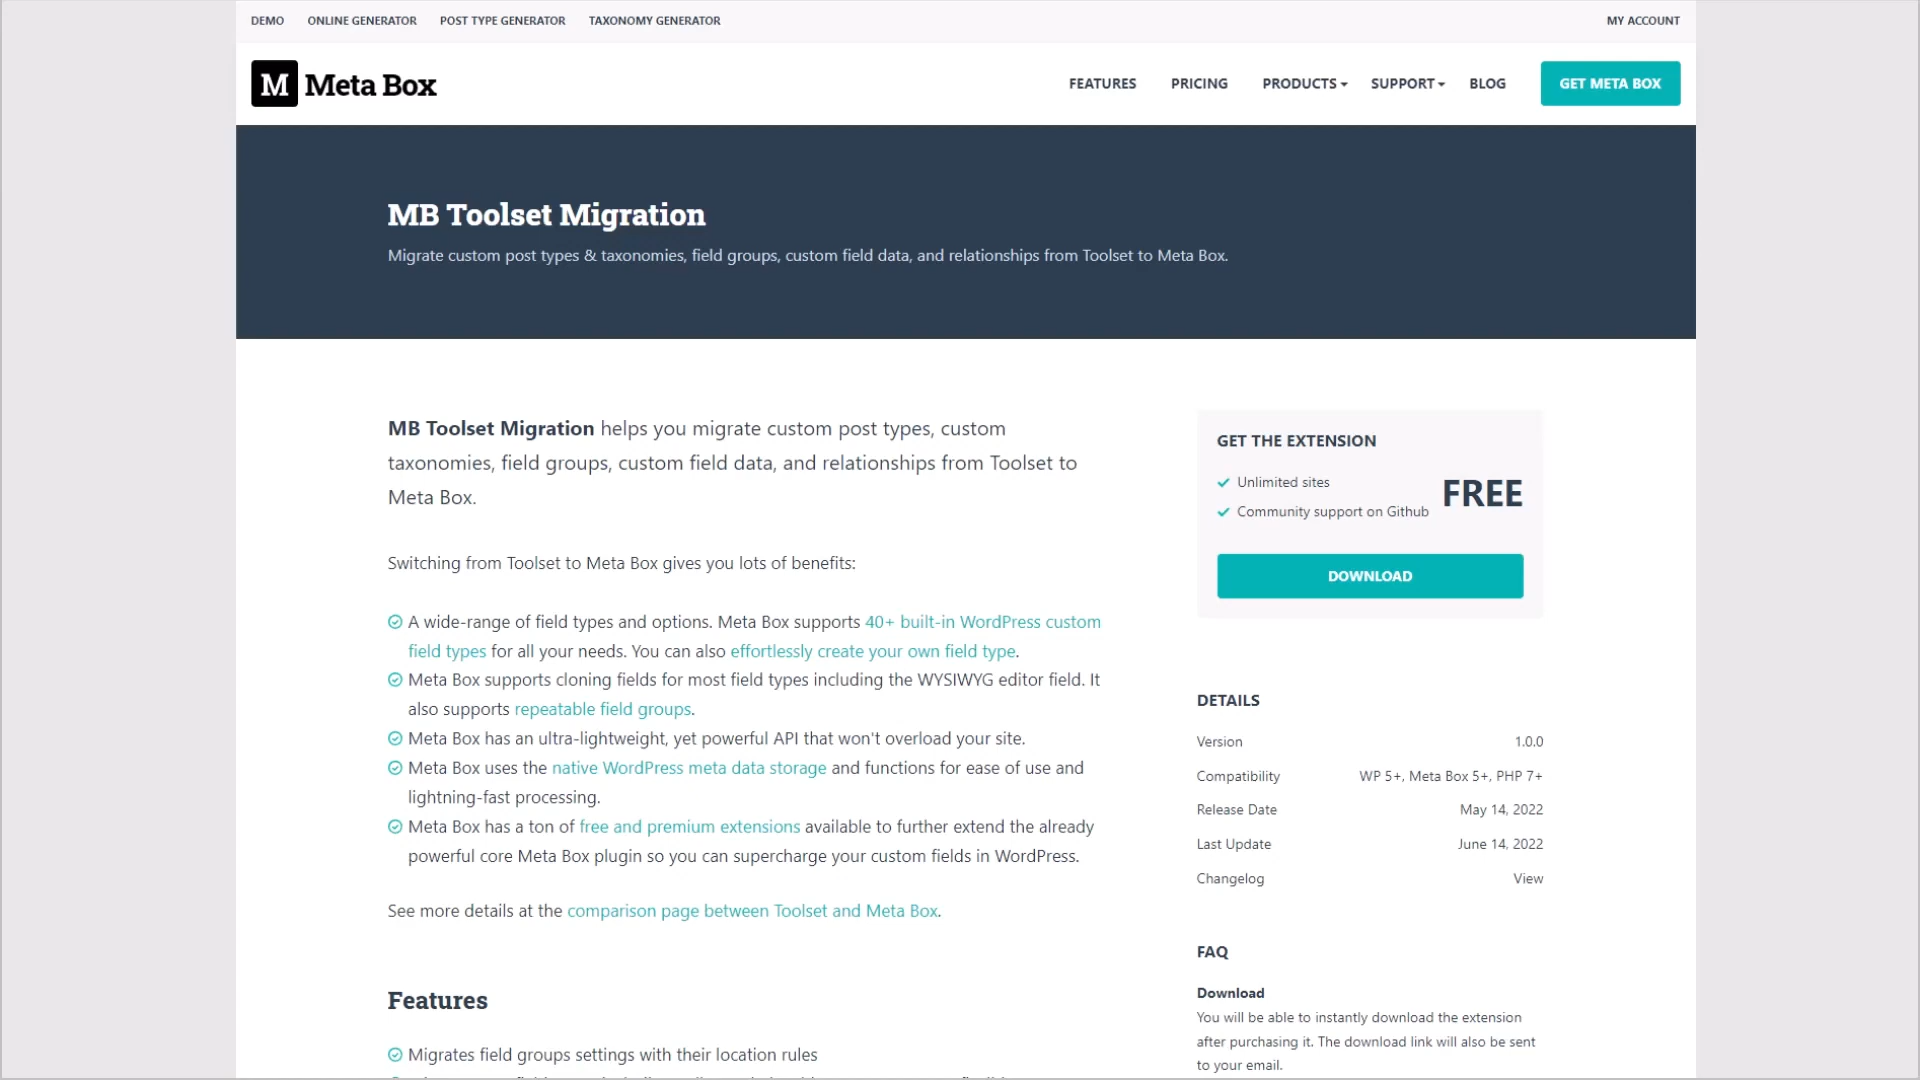 DEMO ONLINE GENERATOR POST TYPE GENERATOR TAXONOMY GENERATOR MY ACCOUNT
M Meta Box FEATURES PRICING PRODUCTS SUPPORT BLOG GET META BOX
MB Toolset Migration
Migrate custom post types & taxonomies, field groups, custom field data, and relationships from Toolset to Meta Box.
MB Toolset Migration helps you migrate custom post types, custom
taxonomies, field groups, custom field data, and relationships from Toolset to
Meta Box.
Switching from Toolset to Meta Box gives you lots of benefits:
A wide-range of field types and options. Meta Box supports 40+ built-in WordPress custom
field types for all your needs. You can also effortlessly create your own field type.
Meta Box supports cloning fields for most field types including the WYSIWYG editor field. It
also supports repeatable field groups.
Meta Box has an ultra-lightweight, yet powerful API that won't overload your site.
Meta Box uses the native WordPress meta data storage and functions for ease of use and
lightning-fast processing.
Meta Box has a ton of free and premium extensions available to further extend the already
powerful core Meta Box plugin so you can supercharge your custom fields in WordPress.
See more details at the comparison page between Toolset and Meta Box.
Features
Migrates field groups settings with their location rules
GET THE EXTENSION
Unlimited sites
Community support on Github
FREE
DOWNLOAD
DETAILS
Version 1.0.0
Compatibility WP 5+, Meta Box 5+, PHP 7+
Release Date May 14, 2022
Last Update June 14, 2022
Changelog View
FAQ
Download
You will be able to instantly download the extension
after purchasing it. The download link will also be sent
to your email.